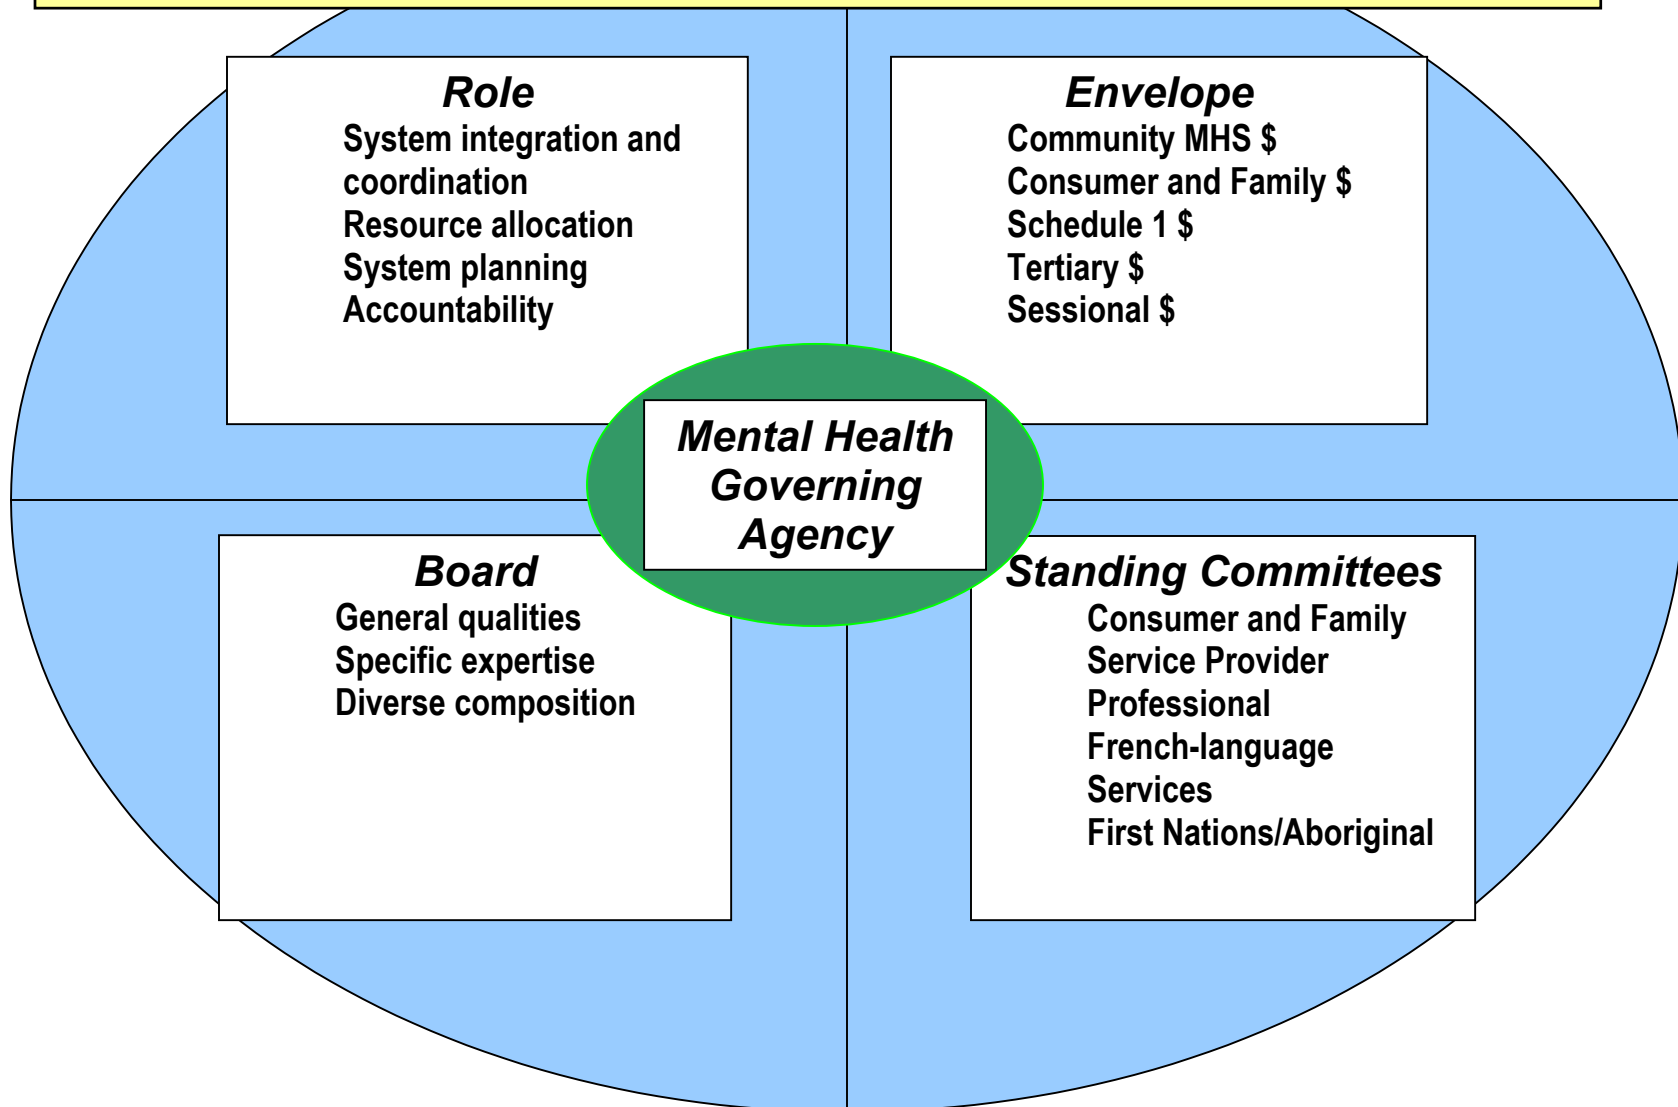 Role
System integration and
coordination
Resource allocation
System planning
Accountability
Envelope
Community MHS $
Consumer and Family $
Schedule 1 $
Tertiary $
Sessional $
Mental Health
Governing
Agency
Board
General qualities
Specific expertise
Diverse composition
Standing Committees
Consumer and Family
Service Provider
Professional
French-language
Services
First Nations/Aboriginal